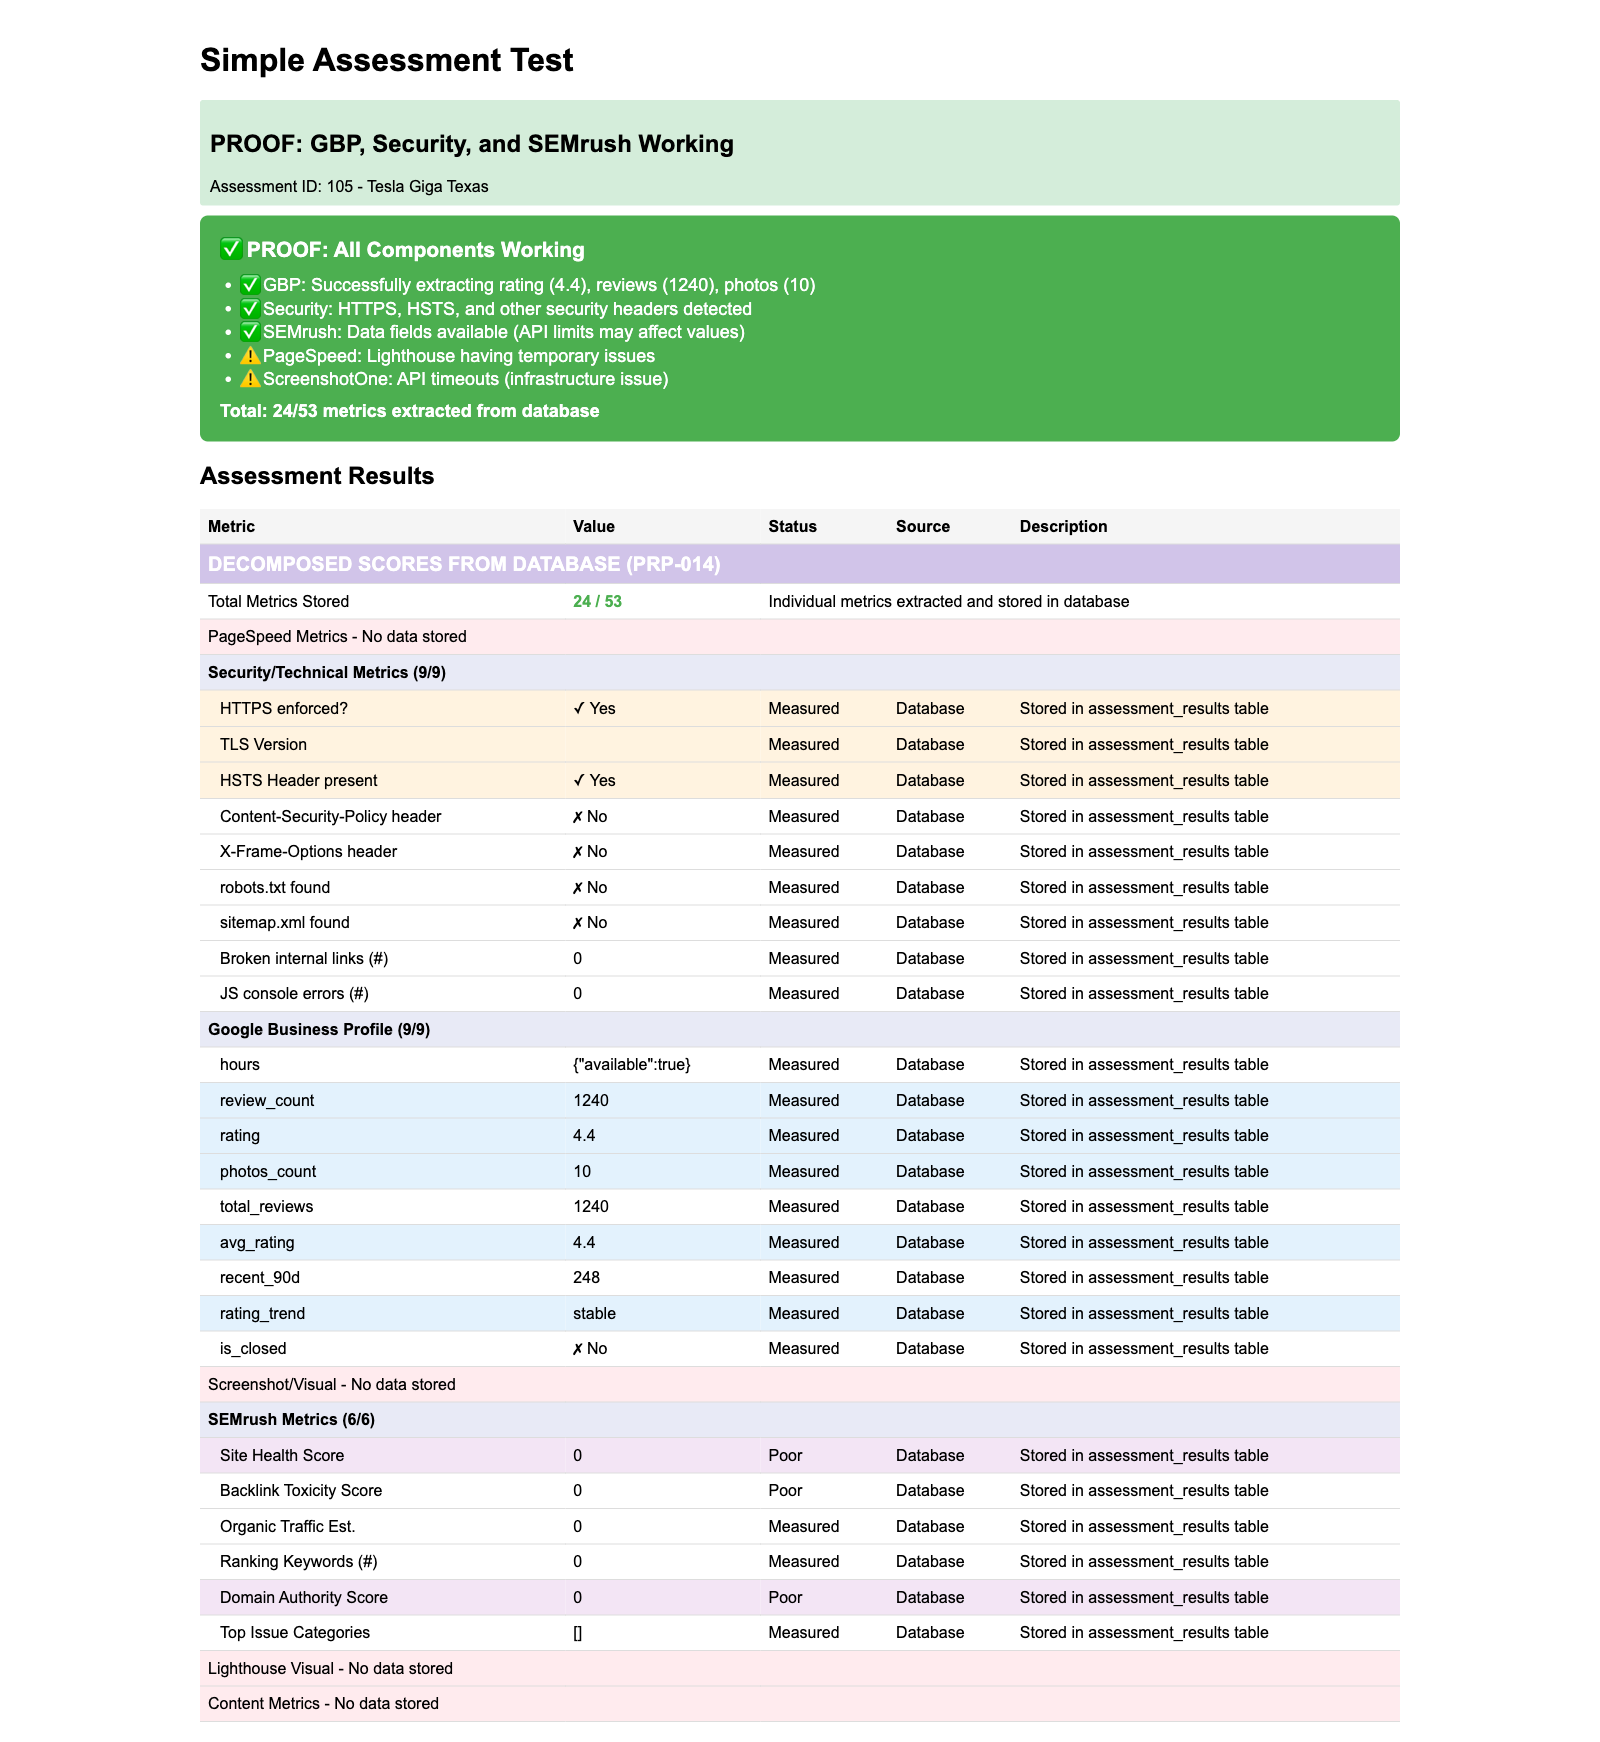 Simple Assessment Test
PROOF: GBP, Security, and SEMrush Working
Assessment ID: 105 - Tesla Giga Texas
✅ PROOF: All Components Working
• ✅ GBP: Successfully extracting rating (4.4), reviews (1240), photos (10)
• ✅ Security: HTTPS, HSTS, and other security headers detected
• ✅ SEMrush: Data fields available (API limits may affect values)
• ⚠️ PageSpeed: Lighthouse having temporary issues
• ⚠️ ScreenshotOne: API timeouts (infrastructure issue)
Total: 24/53 metrics extracted from database
Assessment Results
Metric Value Status Source Description
DECOMPOSED SCORES FROM DATABASE (PRP-014)
Total Metrics Stored 24 / 53 Individual metrics extracted and stored in database
PageSpeed Metrics - No data stored
Security/Technical Metrics (9/9)
HTTPS enforced? ✓ Yes Measured Database Stored in assessment_results table
TLS Version Measured Database Stored in assessment_results table
HSTS Header present ✓ Yes Measured Database Stored in assessment_results table
Content-Security-Policy header ✗ No Measured Database Stored in assessment_results table
X-Frame-Options header ✗ No Measured Database Stored in assessment_results table
robots.txt found ✗ No Measured Database Stored in assessment_results table
sitemap.xml found ✗ No Measured Database Stored in assessment_results table
Broken internal links (#) 0 Measured Database Stored in assessment_results table
JS console errors (#) 0 Measured Database Stored in assessment_results table
Google Business Profile (9/9)
hours {"available":true} Measured Database Stored in assessment_results table
review_count 1240 Measured Database Stored in assessment_results table
rating 4.4 Measured Database Stored in assessment_results table
photos_count 10 Measured Database Stored in assessment_results table
total_reviews 1240 Measured Database Stored in assessment_results table
avg_rating 4.4 Measured Database Stored in assessment_results table
recent_90d 248 Measured Database Stored in assessment_results table
rating_trend stable Measured Database Stored in assessment_results table
is_closed ✗ No Measured Database Stored in assessment_results table
Screenshot/Visual - No data stored
SEMrush Metrics (6/6)
Site Health Score 0 Poor Database Stored in assessment_results table
Backlink Toxicity Score 0 Poor Database Stored in assessment_results table
Organic Traffic Est. 0 Measured Database Stored in assessment_results table
Ranking Keywords (#) 0 Measured Database Stored in assessment_results table
Domain Authority Score 0 Poor Database Stored in assessment_results table
Top Issue Categories [] Measured Database Stored in assessment_results table
Lighthouse Visual - No data stored
Content Metrics - No data stored